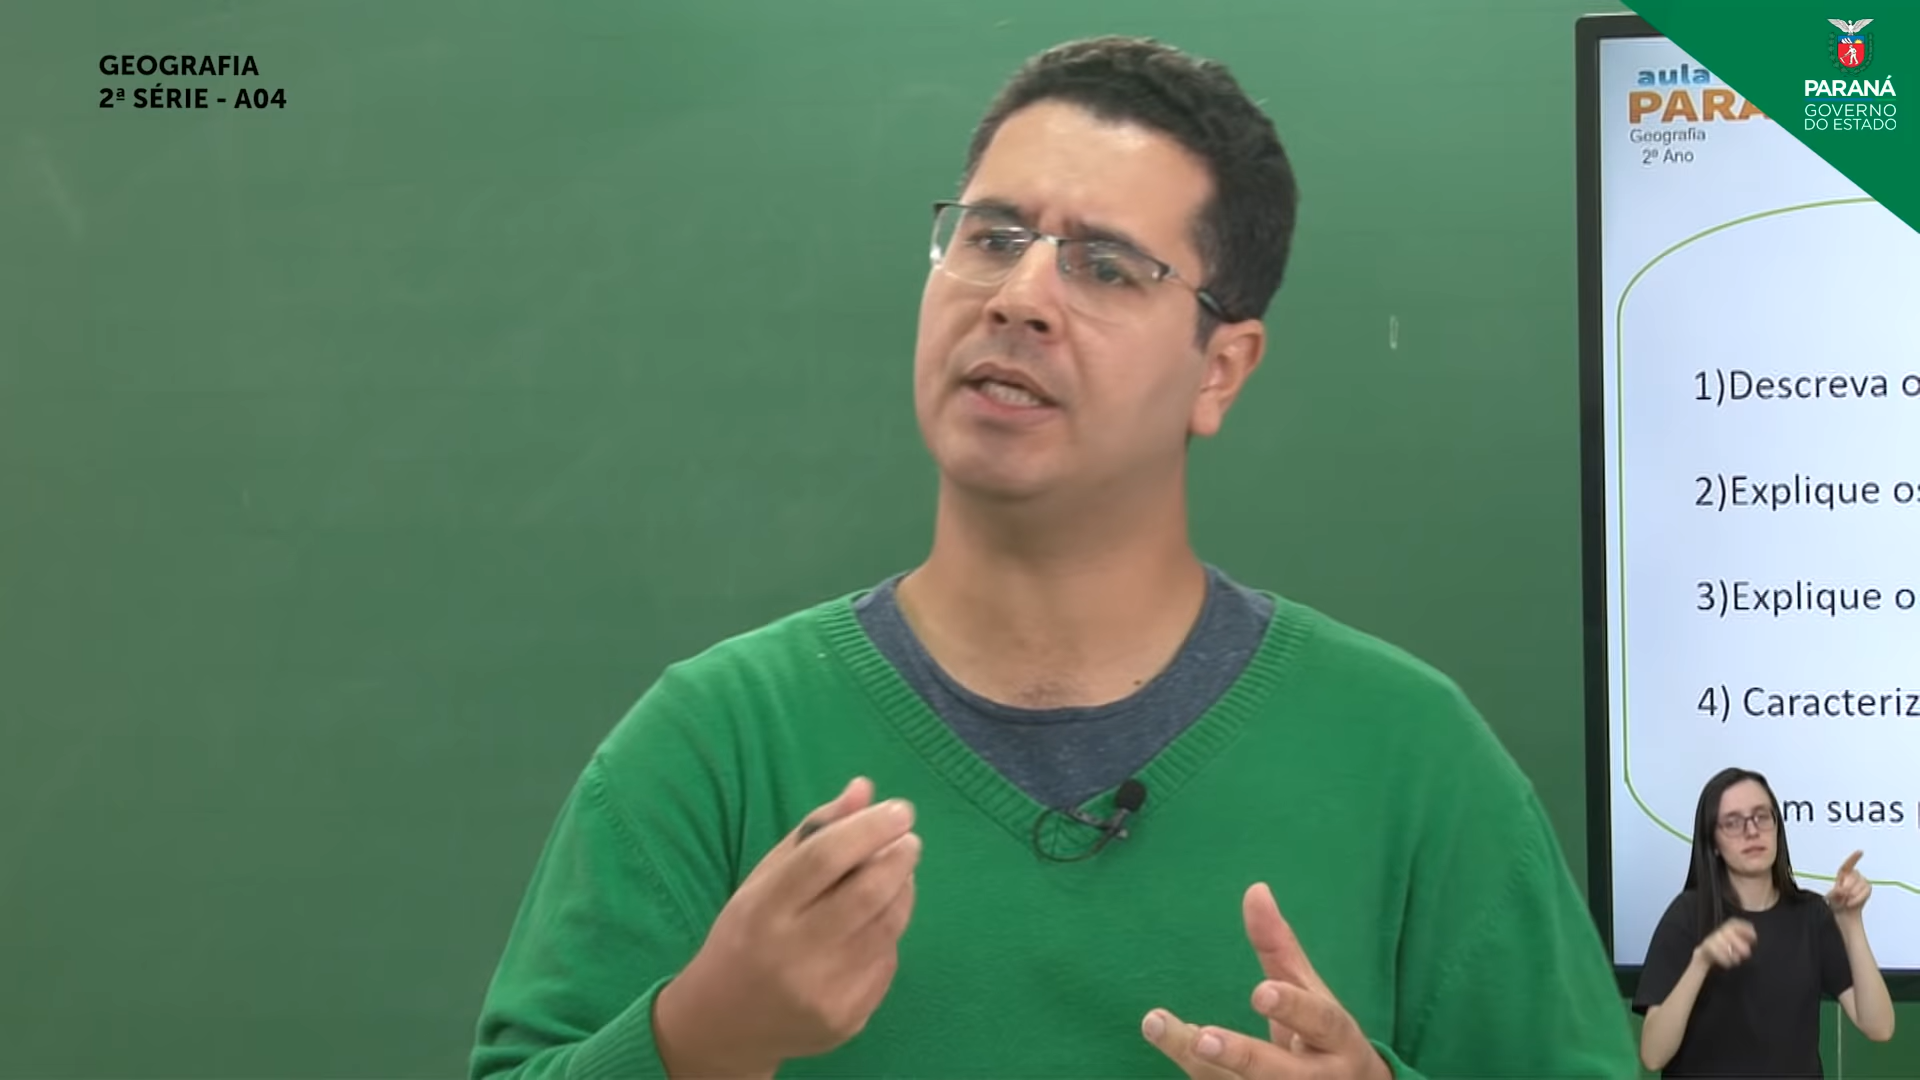 GEOGRAFIA
2ª SÉRIE - A04
aula
PARA
Geografia
2º Ano
PARANÁ
GOVERNO
DO ESTADO
1)Descreva o
2)Explique os
3)Explique o
4) Caracteriz
m suas